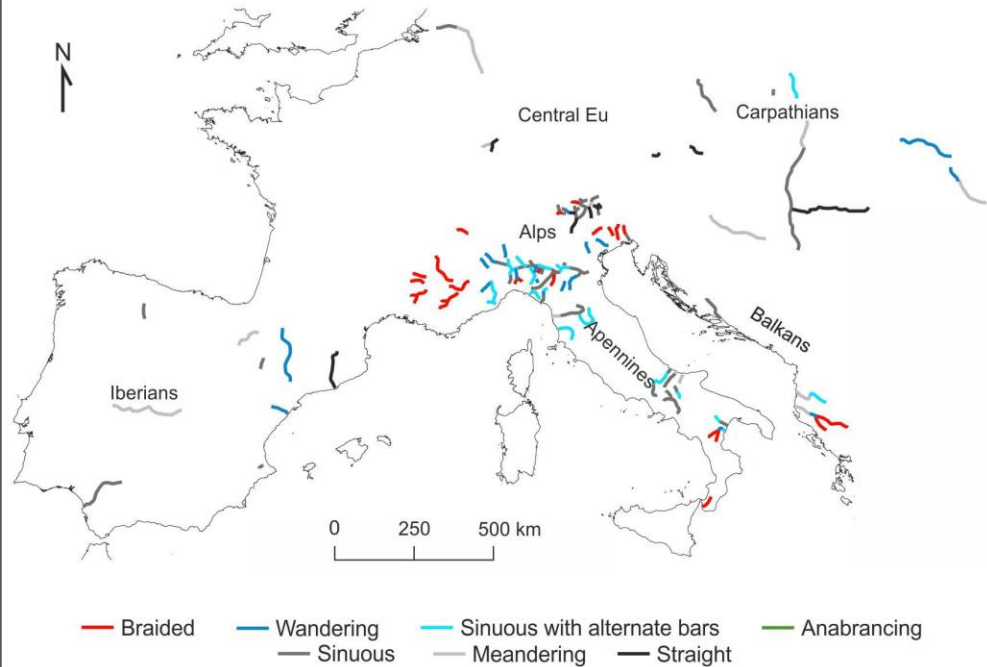 N
Central Eu
Carpathians
Alps
Balkans
Apennines
Iberians
0 250 500 km
Braided Wandering Sinuous with alternate bars Anabrancing
Sinuous Meandering Straight